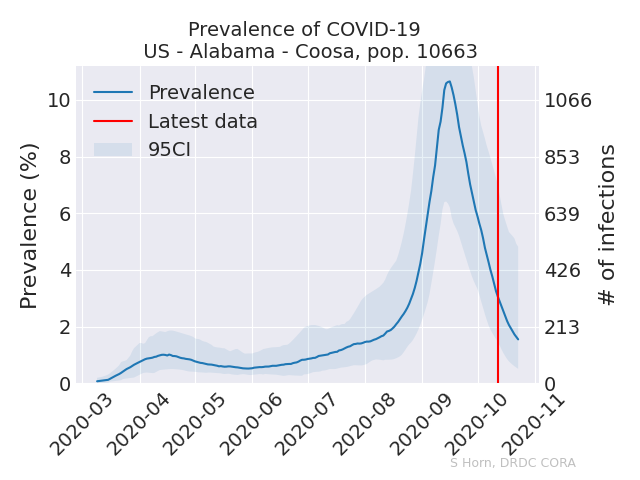 Prevalence of COVID-19
US - Alabama - Coosa, pop. 10663
Prevalence
Latest data
95CI
Prevalence (%)
10
8
6
4
2
0
1066
853
639
426
213
0
# of infections
2020-03
2020-04
2020-05
2020-06
2020-07
2020-08
2020-09
2020-10
2020-11
S Horn, DRDC CORA